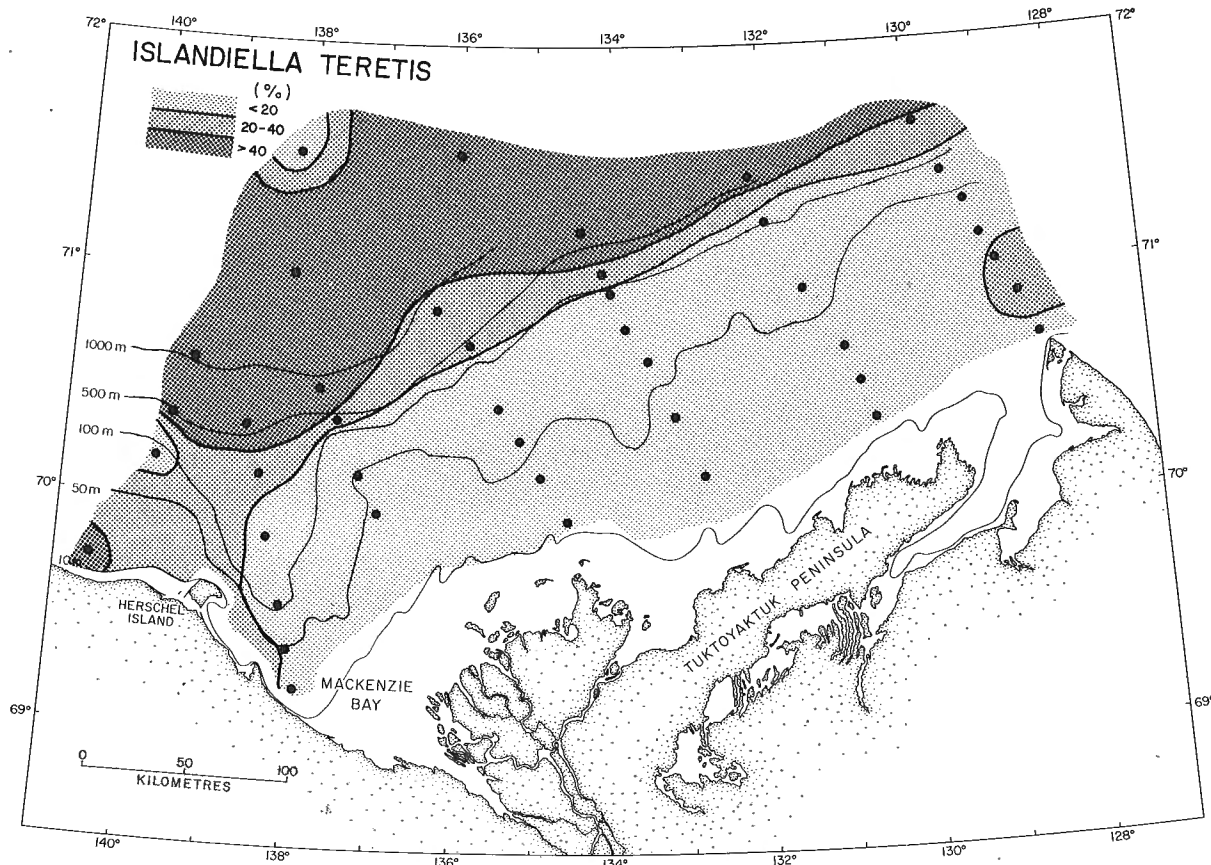 72°
140°
138°
136°
134°
132°
130°
128°
72°
ISLANDIELLA TERETIS
(%)
<20
20-40
>40
71°
71°
1000 m
500 m
100 m
70°
70°
50 m
HERSCHEL
ISLAND
MACKENZIE
BAY
TUKTOYAKTUK PENINSULA
69°
69°
0
50
100
KILOMETRES
140°
138°
136°
134°
132°
130°
128°